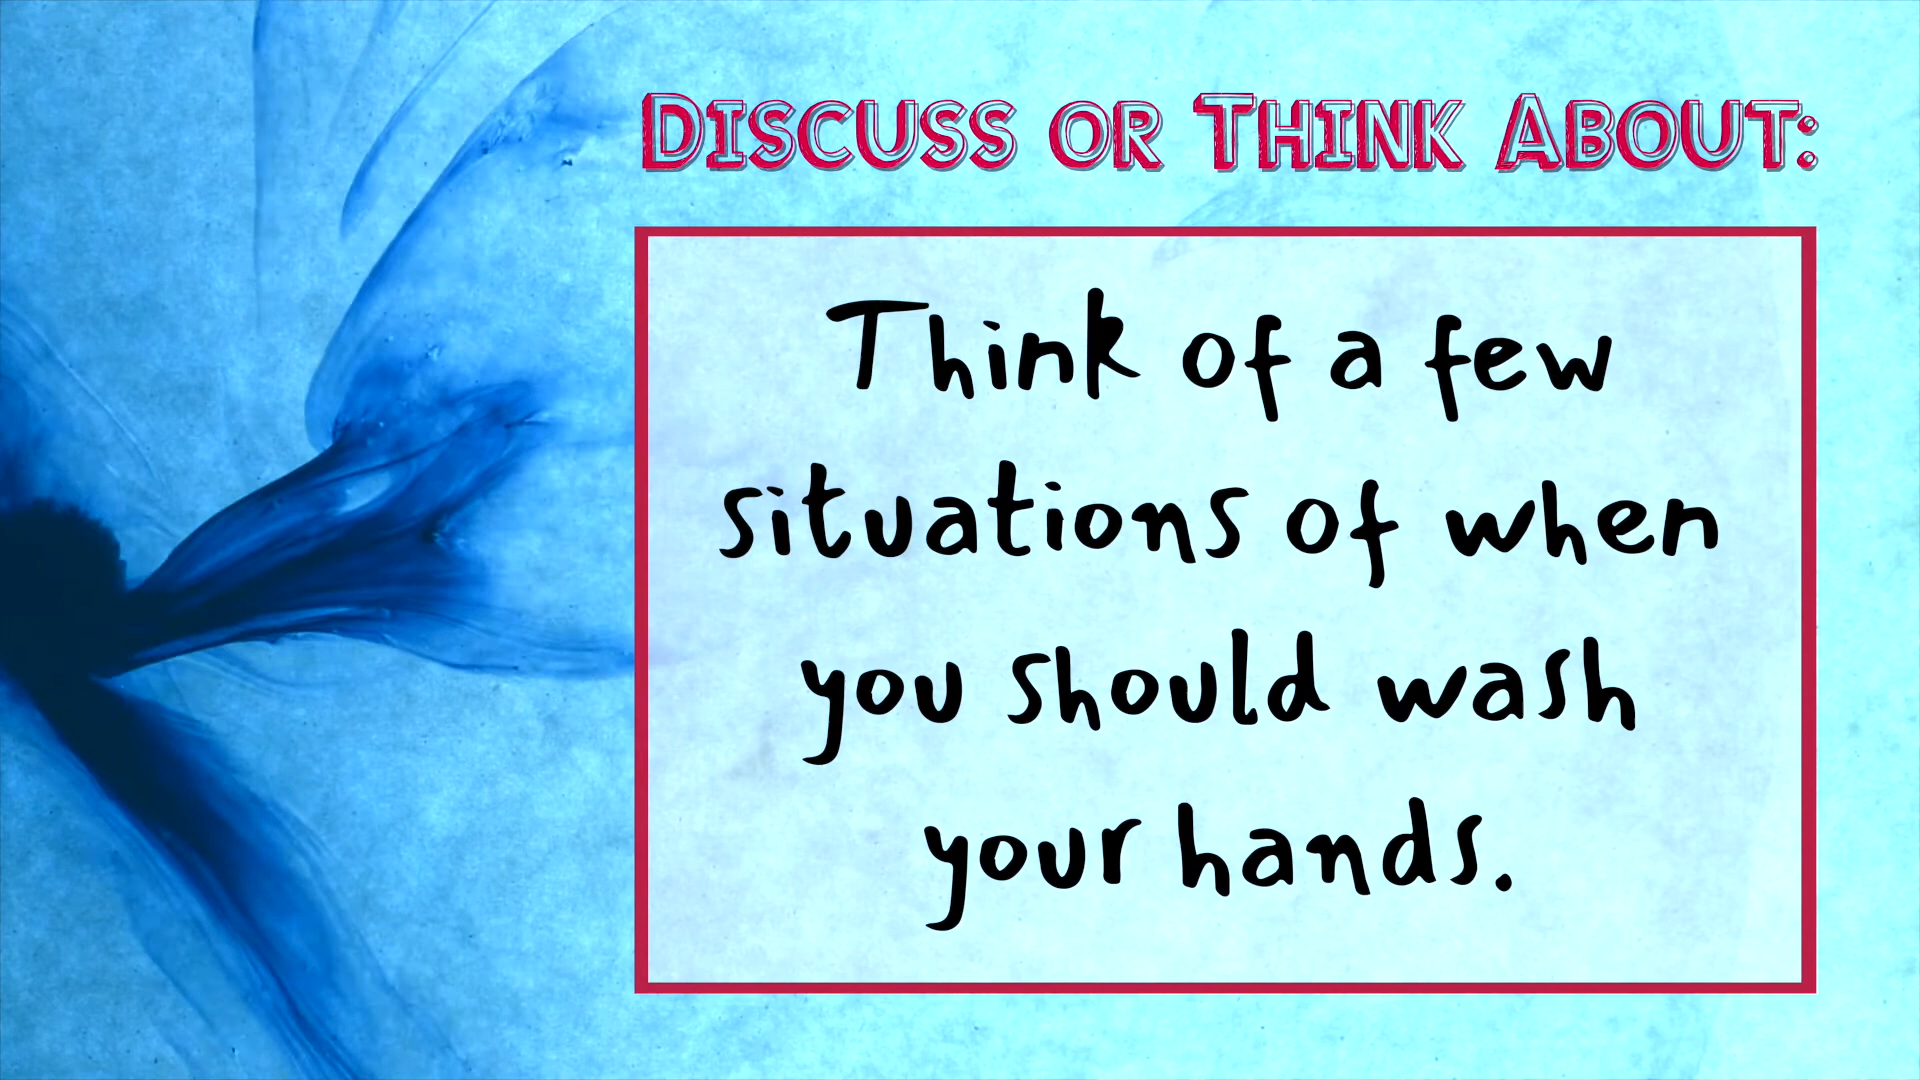 Discuss or Think About:
Think of a few
situations of when
you should wash
your hands.